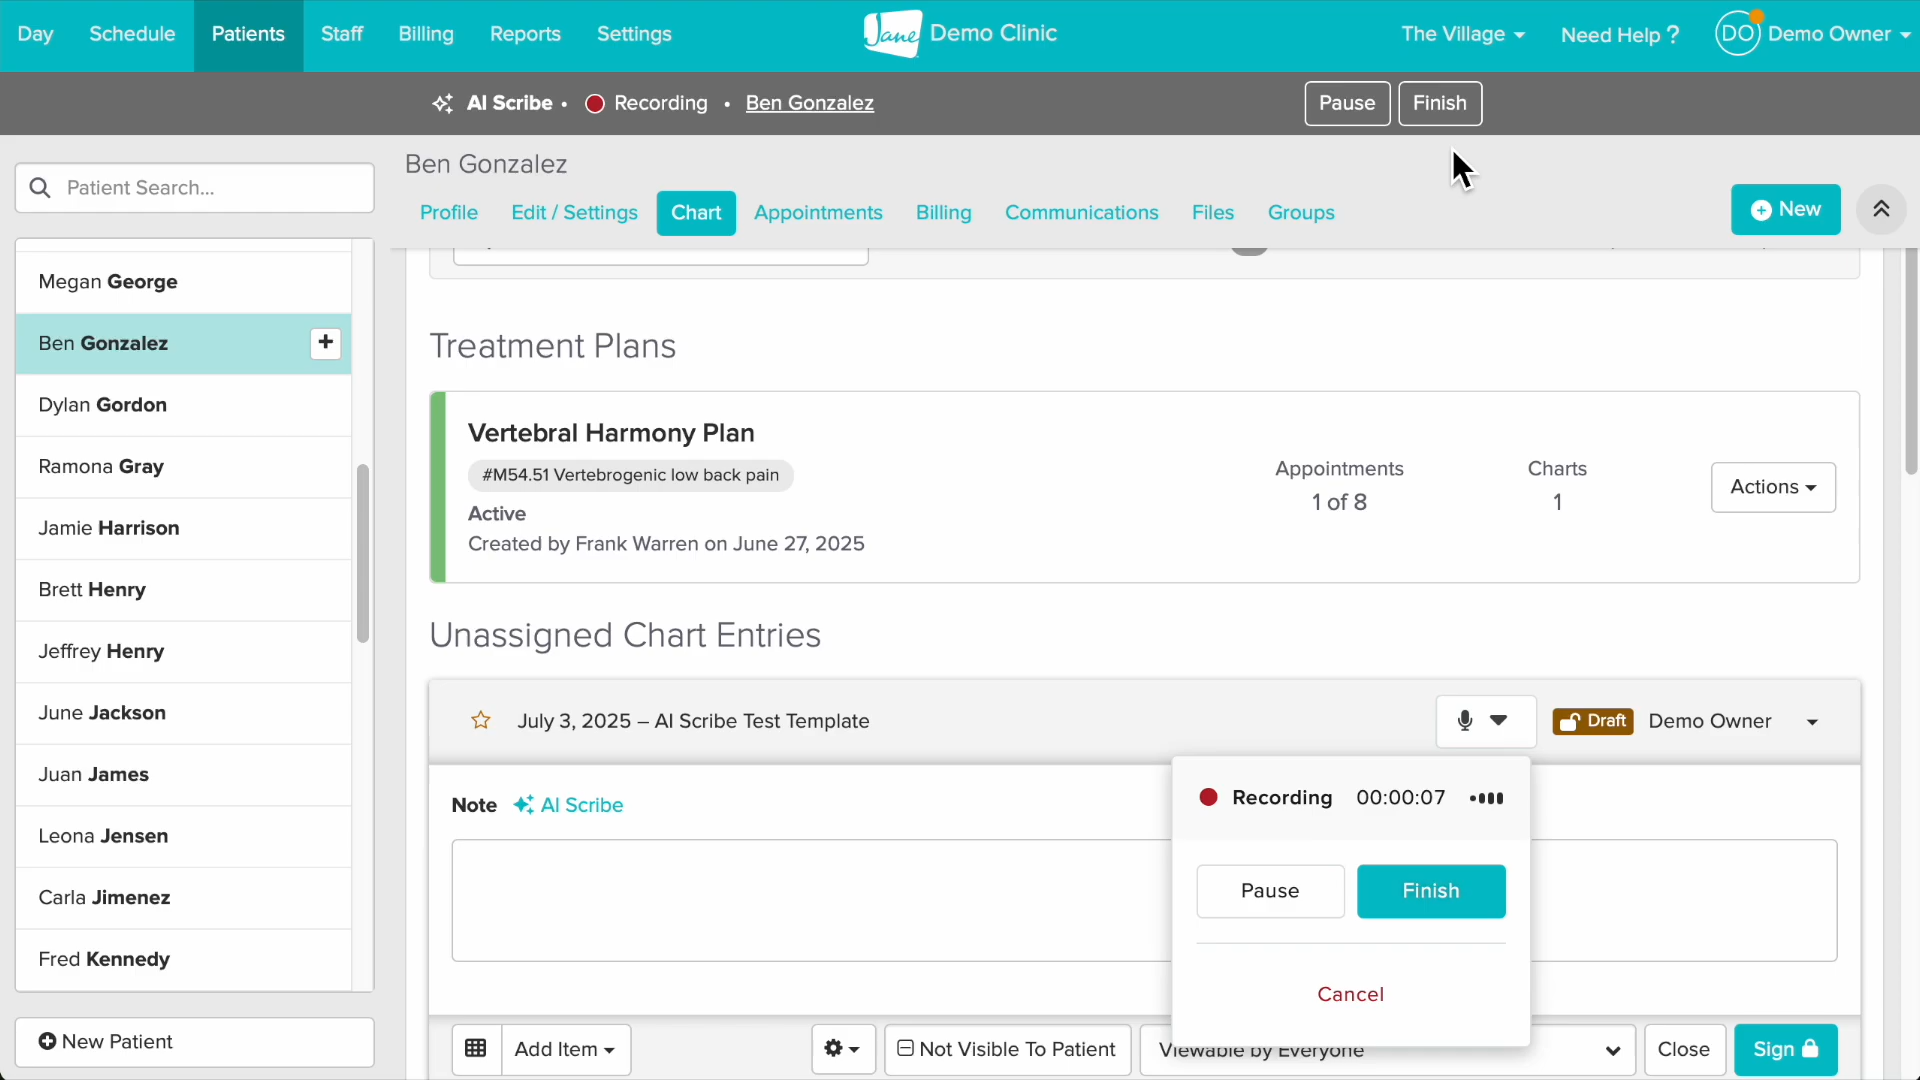 Day Schedule Patients Staff Billing Reports Settings Jane Demo Clinic The Village Need Help ? DO Demo Owner
AI Scribe • Recording • Ben Gonzalez Pause Finish
Patient Search...
Megan George
Ben Gonzalez
Dylan Gordon
Ramona Gray
Jamie Harrison
Brett Henry
Jeffrey Henry
June Jackson
Juan James
Leona Jensen
Carla Jimenez
Fred Kennedy
New Patient
Ben Gonzalez
Profile Edit / Settings Chart Appointments Billing Communications Files Groups
New
Treatment Plans
Vertebral Harmony Plan
#M54.51 Vertebrogenic low back pain
Active
Created by Frank Warren on June 27, 2025
Appointments
1 of 8
Charts
1
Actions
Unassigned Chart Entries
July 3, 2025 – AI Scribe Test Template
Draft Demo Owner
Note AI Scribe
Recording 00:00:07
Pause Finish
Cancel
Add Item Not Visible To Patient Viewable by Everyone Close Sign